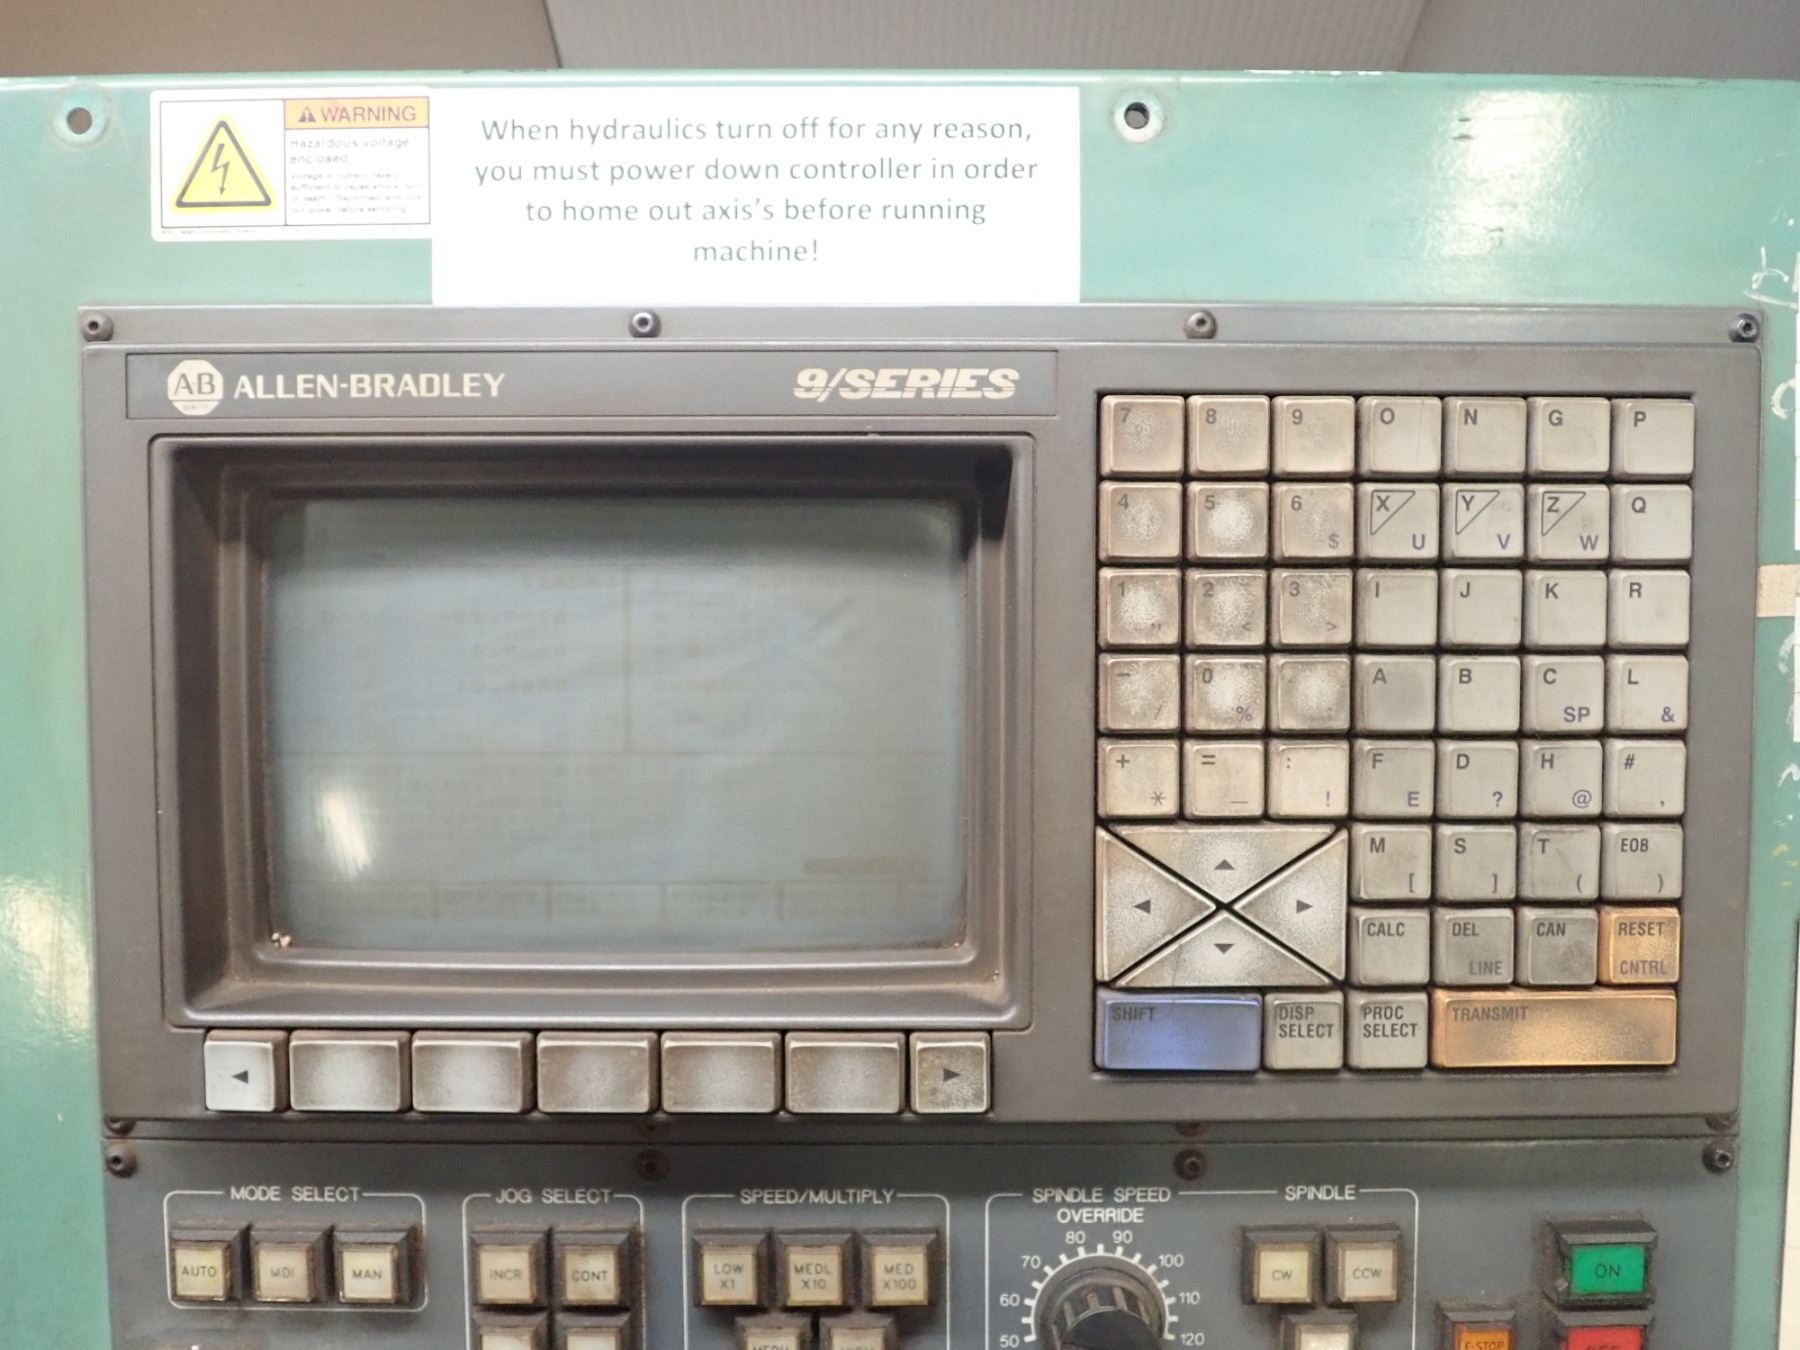 WARNING
Hazardous voltage
enclosed.
When hydraulics turn off for any reason,
you must power down controller in order
to home out axis's before running
machine!
A-B ALLEN-BRADLEY
9/SERIES
7 8 9 O N G P
4 5 6 $ X U Y V Z W Q
1 " 2 < 3 > I J K R
- / 0 % . ; A B C SP L &
+ * = _ : ! F E D ? H @ # ,
M [ S ] T ( EOB )
CALC DEL LINE CAN RESET CNTRL
SHIFT DISP SELECT PROC SELECT TRANSMIT
MODE SELECT JOG SELECT SPEED/MULTIPLY SPINDLE SPEED OVERRIDE SPINDLE
AUTO MDI MAN
INCR CONT
LOW X1 MEDL X10 MED X100
50 60 70 80 90 100 110 120
CW CCW
ON
E-STOP